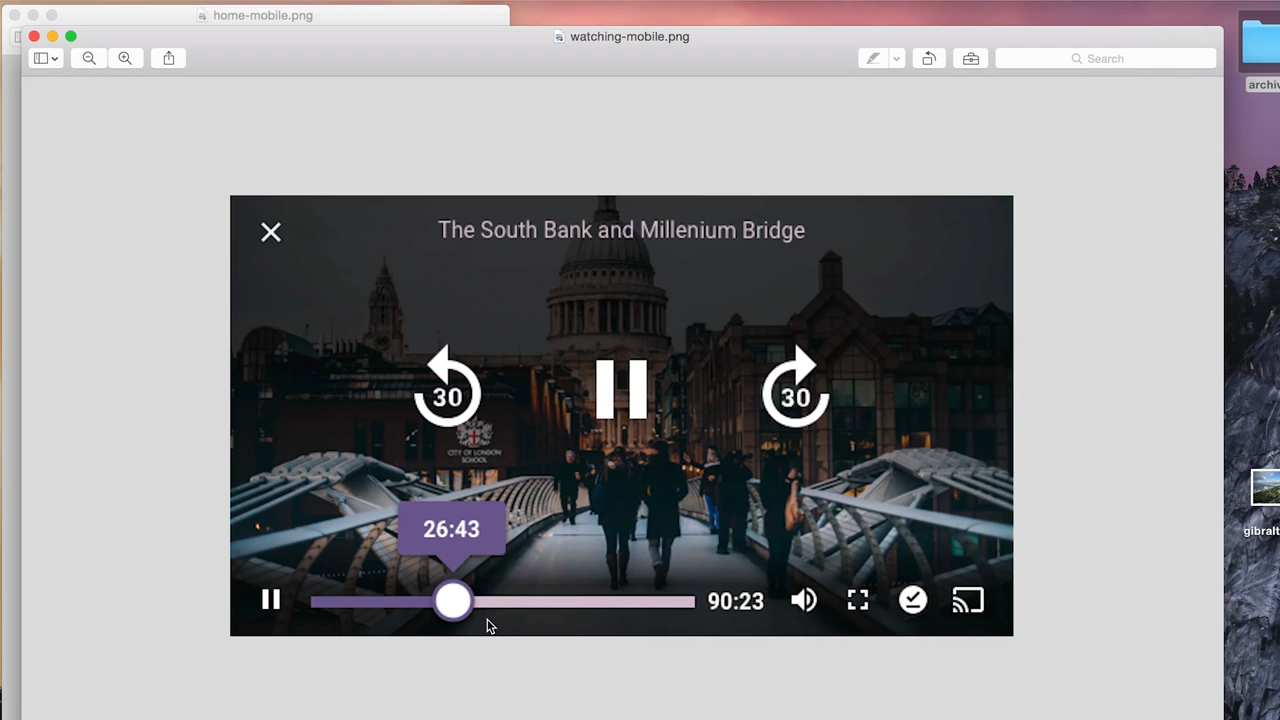 home-mobile.png
watching-mobile.png
Search
archiv
The South Bank and Millenium Bridge
30
30
CITY OF LONDON
SCHOOL
26:43
90:23
gibralt